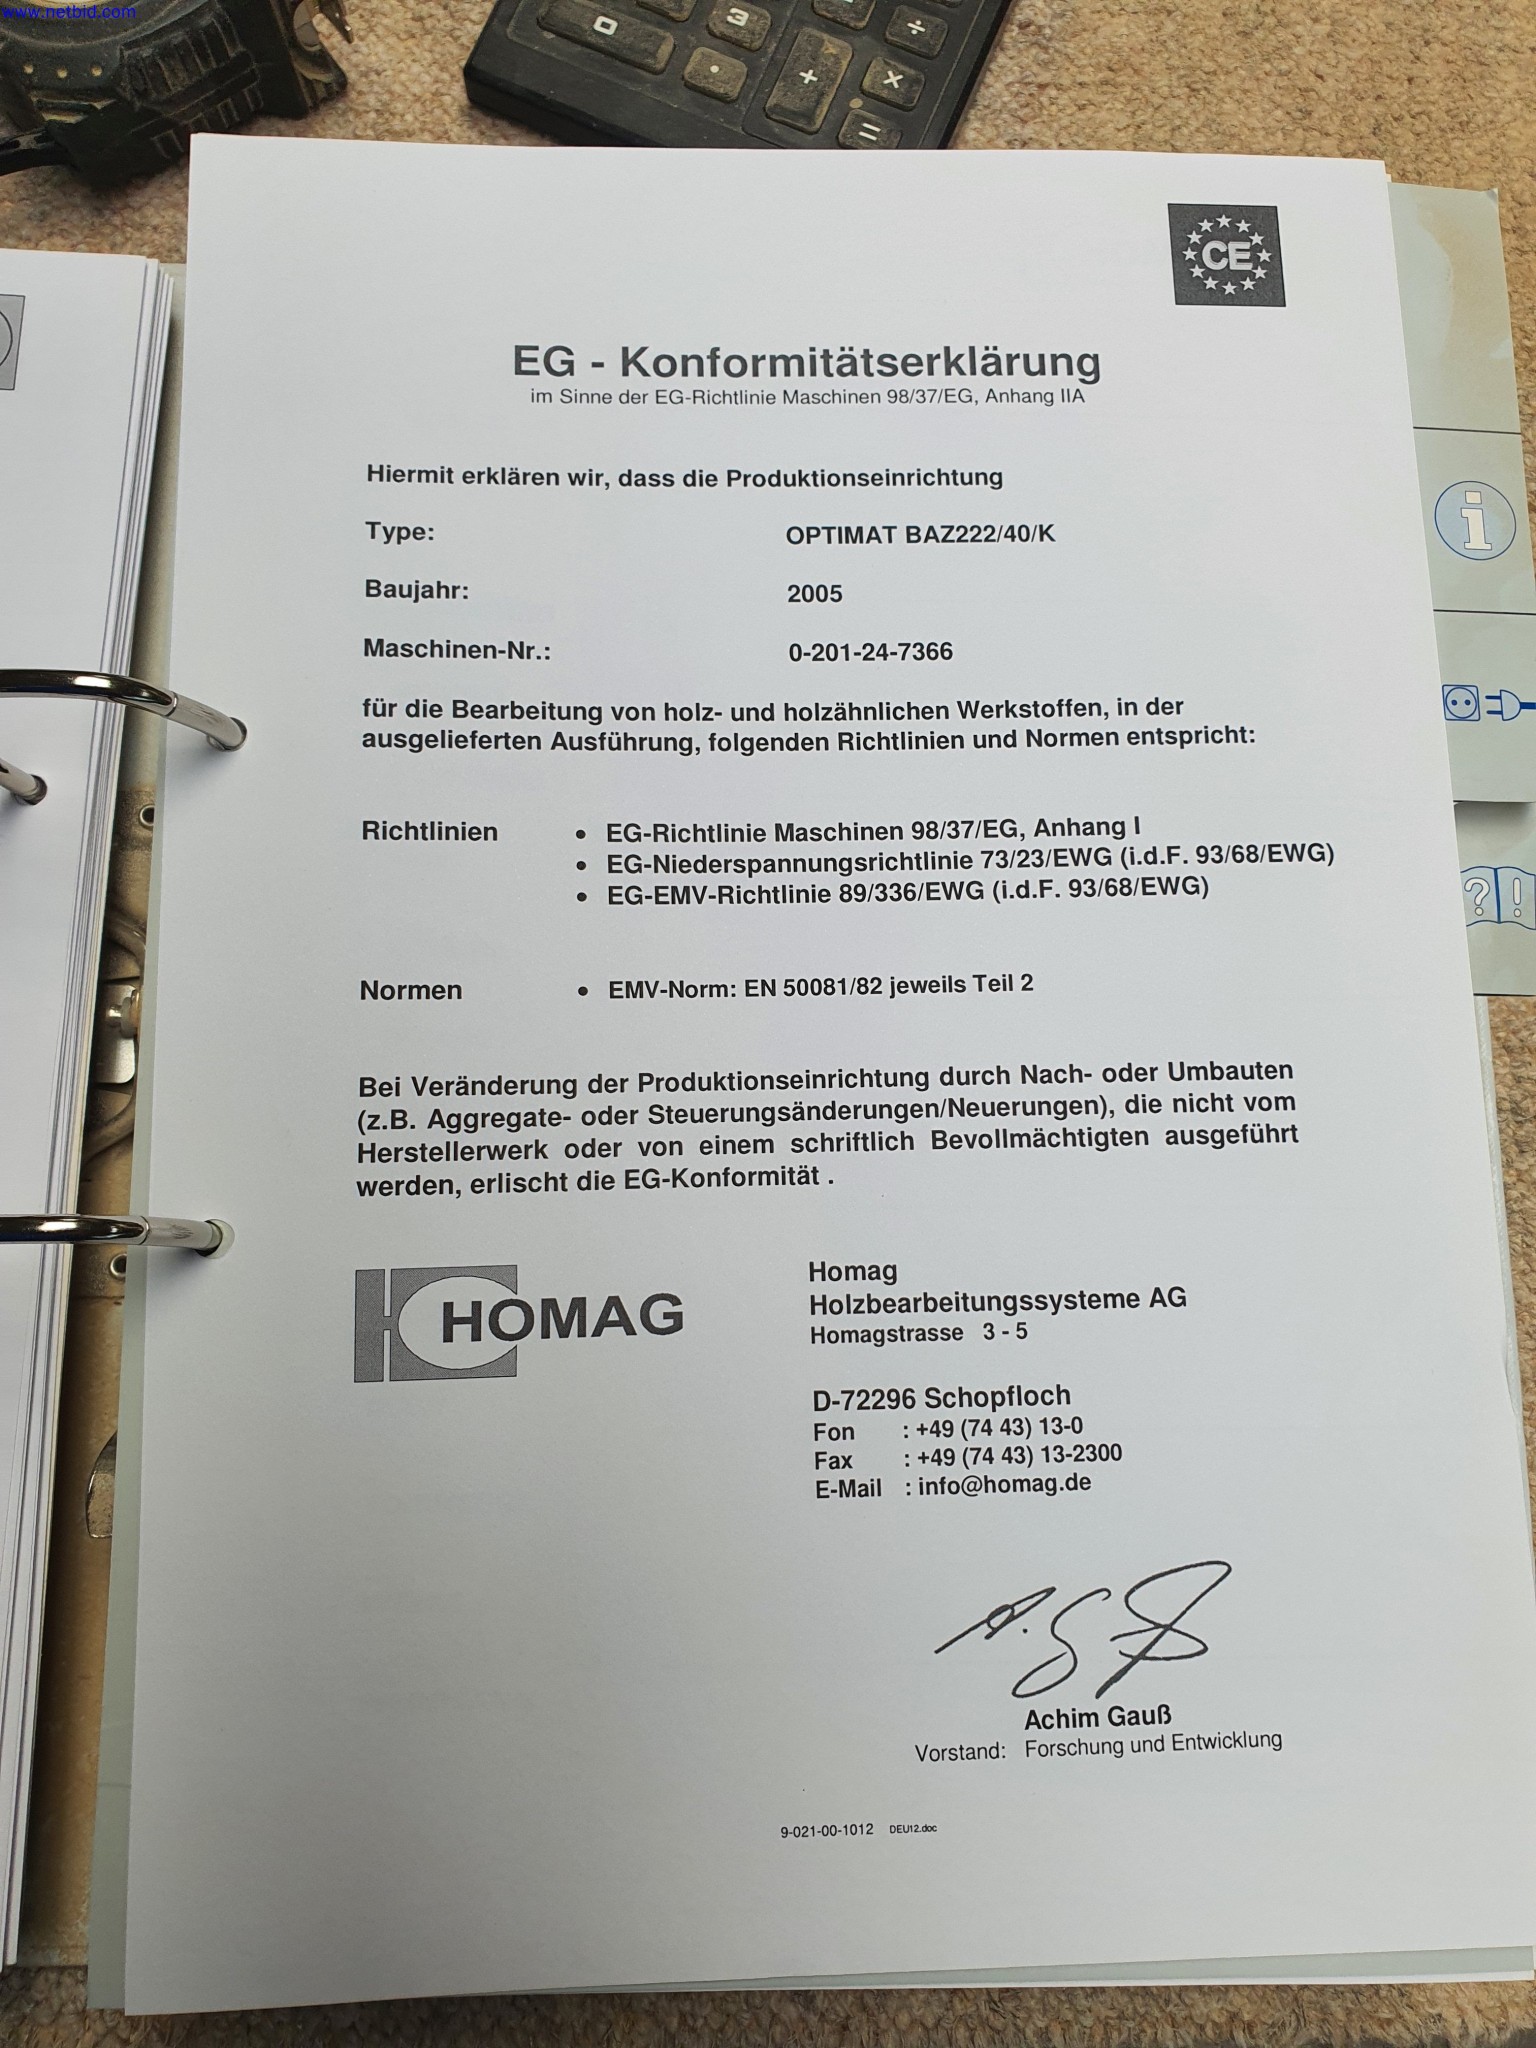 www.netbid.com
0
3
.
+
÷
×
=
CE
EG - Konformitätserklärung
im Sinne der EG-Richtlinie Maschinen 98/37/EG, Anhang IIA
Hiermit erklären wir, dass die Produktionseinrichtung
Type: OPTIMAT BAZ222/40/K
Baujahr: 2005
Maschinen-Nr.: 0-201-24-7366
für die Bearbeitung von holz- und holzähnlichen Werkstoffen, in der
ausgelieferten Ausführung, folgenden Richtlinien und Normen entspricht:
Richtlinien • EG-Richtlinie Maschinen 98/37/EG, Anhang I
• EG-Niederspannungsrichtlinie 73/23/EWG (i.d.F. 93/68/EWG)
• EG-EMV-Richtlinie 89/336/EWG (i.d.F. 93/68/EWG)
Normen • EMV-Norm: EN 50081/82 jeweils Teil 2
Bei Veränderung der Produktionseinrichtung durch Nach- oder Umbauten
(z.B. Aggregate- oder Steuerungsänderungen/Neuerungen), die nicht vom
Herstellerwerk oder von einem schriftlich Bevollmächtigten ausgeführt
werden, erlischt die EG-Konformität .
HOMAG
Homag
Holzbearbeitungssysteme AG
Homagstrasse 3 - 5
D-72296 Schopfloch
Fon : +49 (74 43) 13-0
Fax : +49 (74 43) 13-2300
E-Mail : info@homag.de
Achim Gauß
Vorstand: Forschung und Entwicklung
9-021-00-1012 DEU12.doc
i
? !